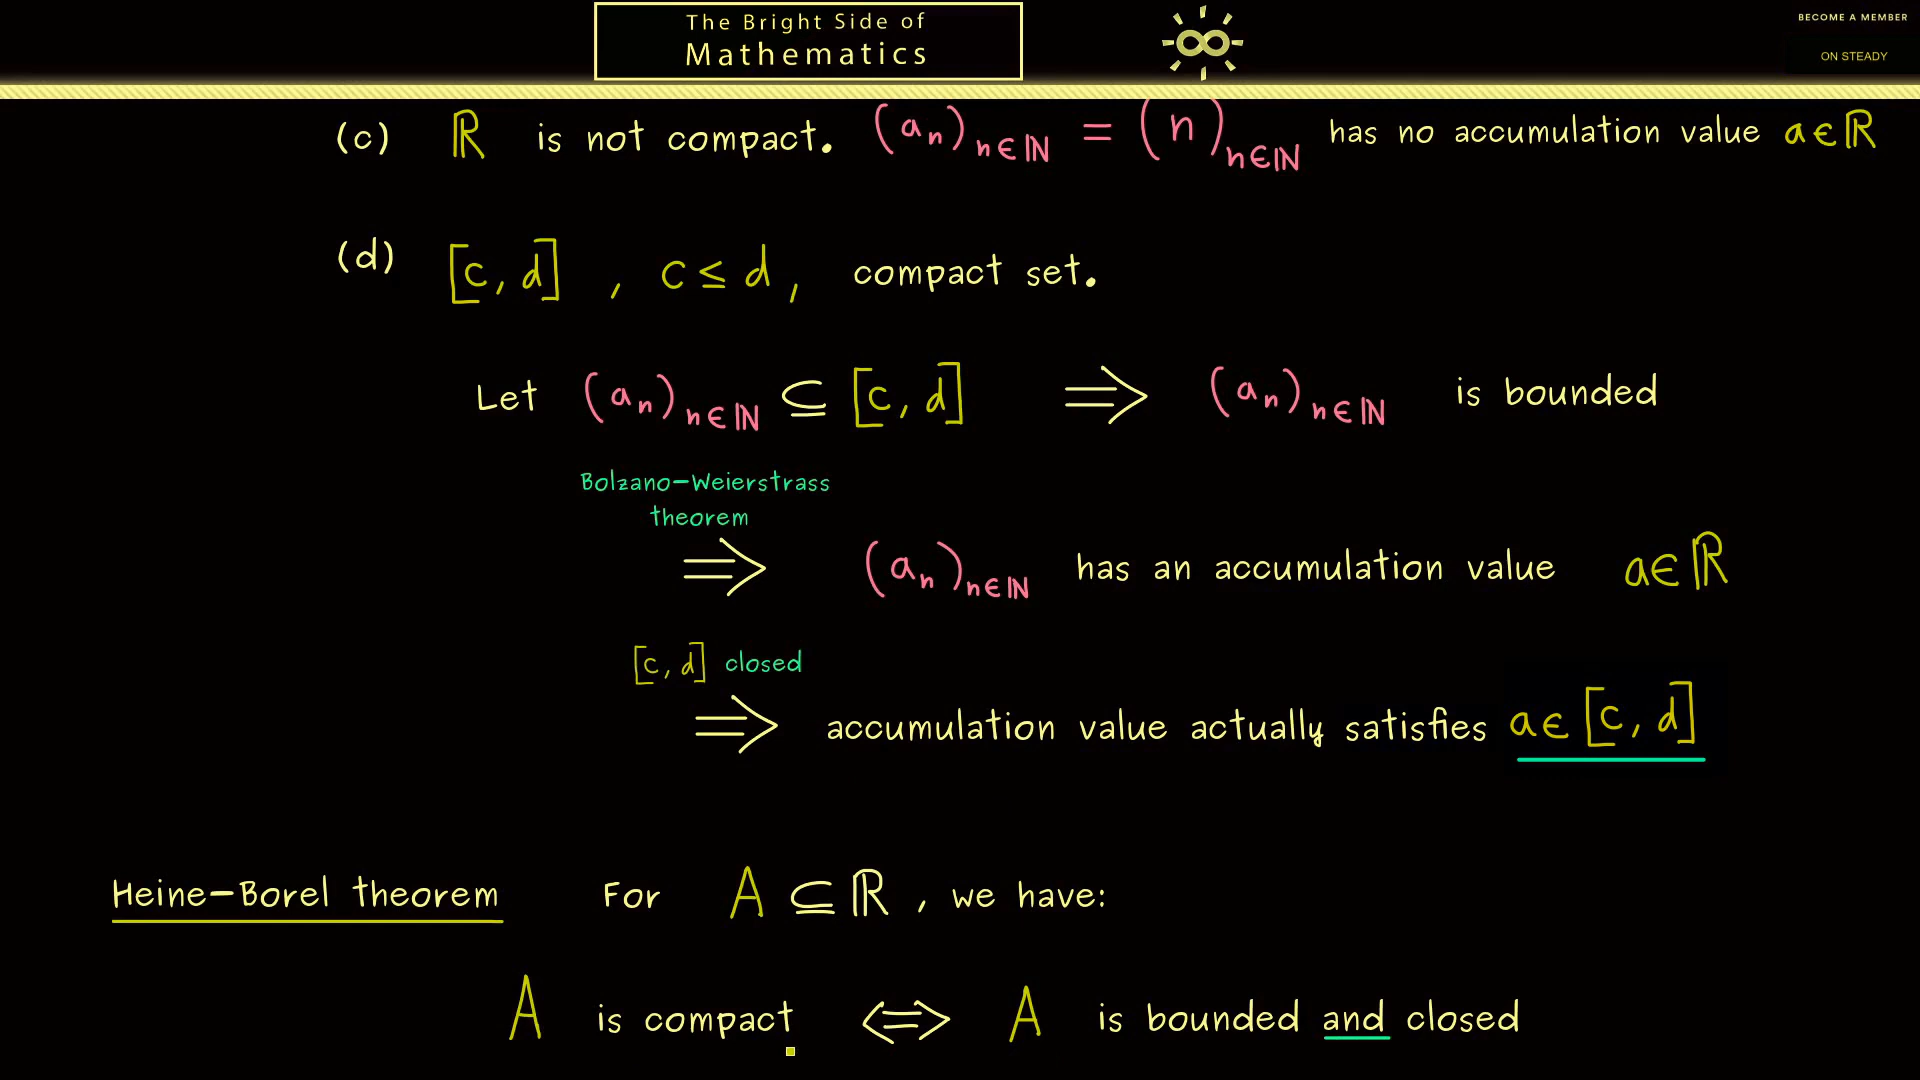 The Bright Side of
Mathematics
BECOME A MEMBER
ON STEADY
(c) ℝ is not compact. (aₙ)ₙ∈ℕ = (n)ₙ∈ℕ has no accumulation value a∈ℝ
(d) [c, d] , c ≤ d, compact set.
Let (aₙ)ₙ∈ℕ ⊆ [c, d] ⟹ (aₙ)ₙ∈ℕ is bounded
Bolzano-Weierstrass
theorem
⟹ (aₙ)ₙ∈ℕ has an accumulation value a∈ℝ
[c, d] closed
⟹ accumulation value actually satisfies a∈[c, d]
Heine-Borel theorem For A ⊆ ℝ , we have:
A is compact ⟺ A is bounded and closed